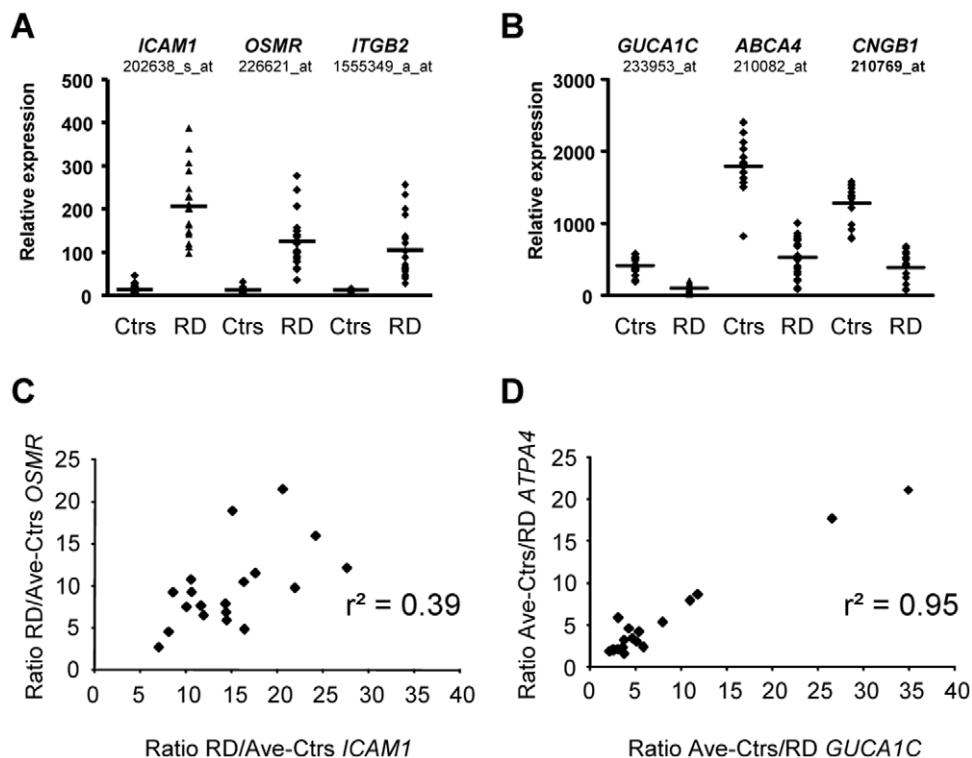 A
ICAM1 OSMR ITGB2
202638_s_at 226621_at 1555349_a_at
Relative expression
500
400
300
200
100
0
Ctrs RD Ctrs RD Ctrs RD
B
GUCA1C ABCA4 CNGB1
233953_at 210082_at 210769_at
Relative expression
3000
2000
1000
0
Ctrs RD Ctrs RD Ctrs RD
C
Ratio RD/Ave-Ctrs OSMR
25
20
15
10
5
0
r² = 0.39
0 5 10 15 20 25 30 35 40
Ratio RD/Ave-Ctrs ICAM1
D
Ratio Ave-Ctrs/RD ATPA4
25
20
15
10
5
0
r² = 0.95
0 5 10 15 20 25 30 35 40
Ratio Ave-Ctrs/RD GUCA1C